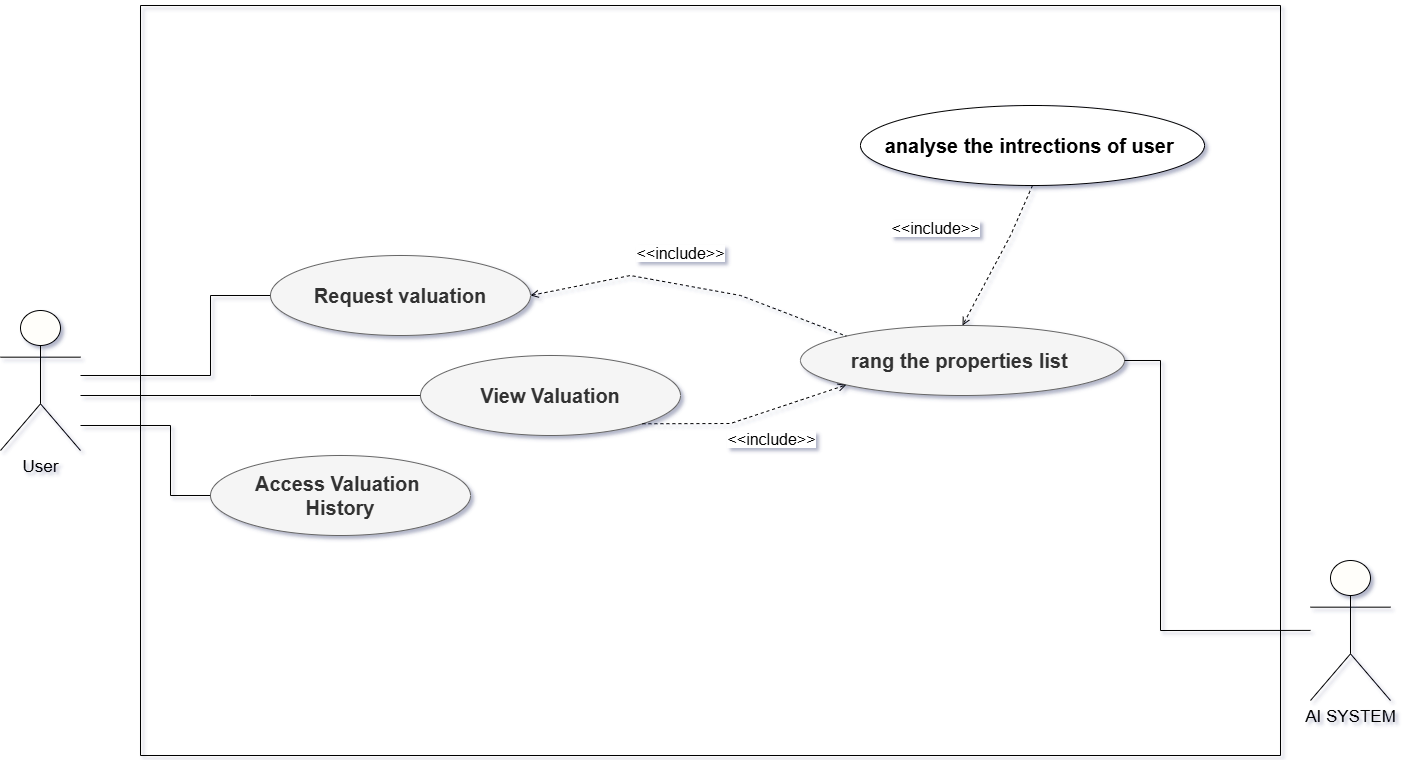 analyse the intrections of user
<<include>>
<<include>>
Request valuation
rang the properties list
View Valuation
<<include>>
User
Access Valuation
History
AI SYSTEM